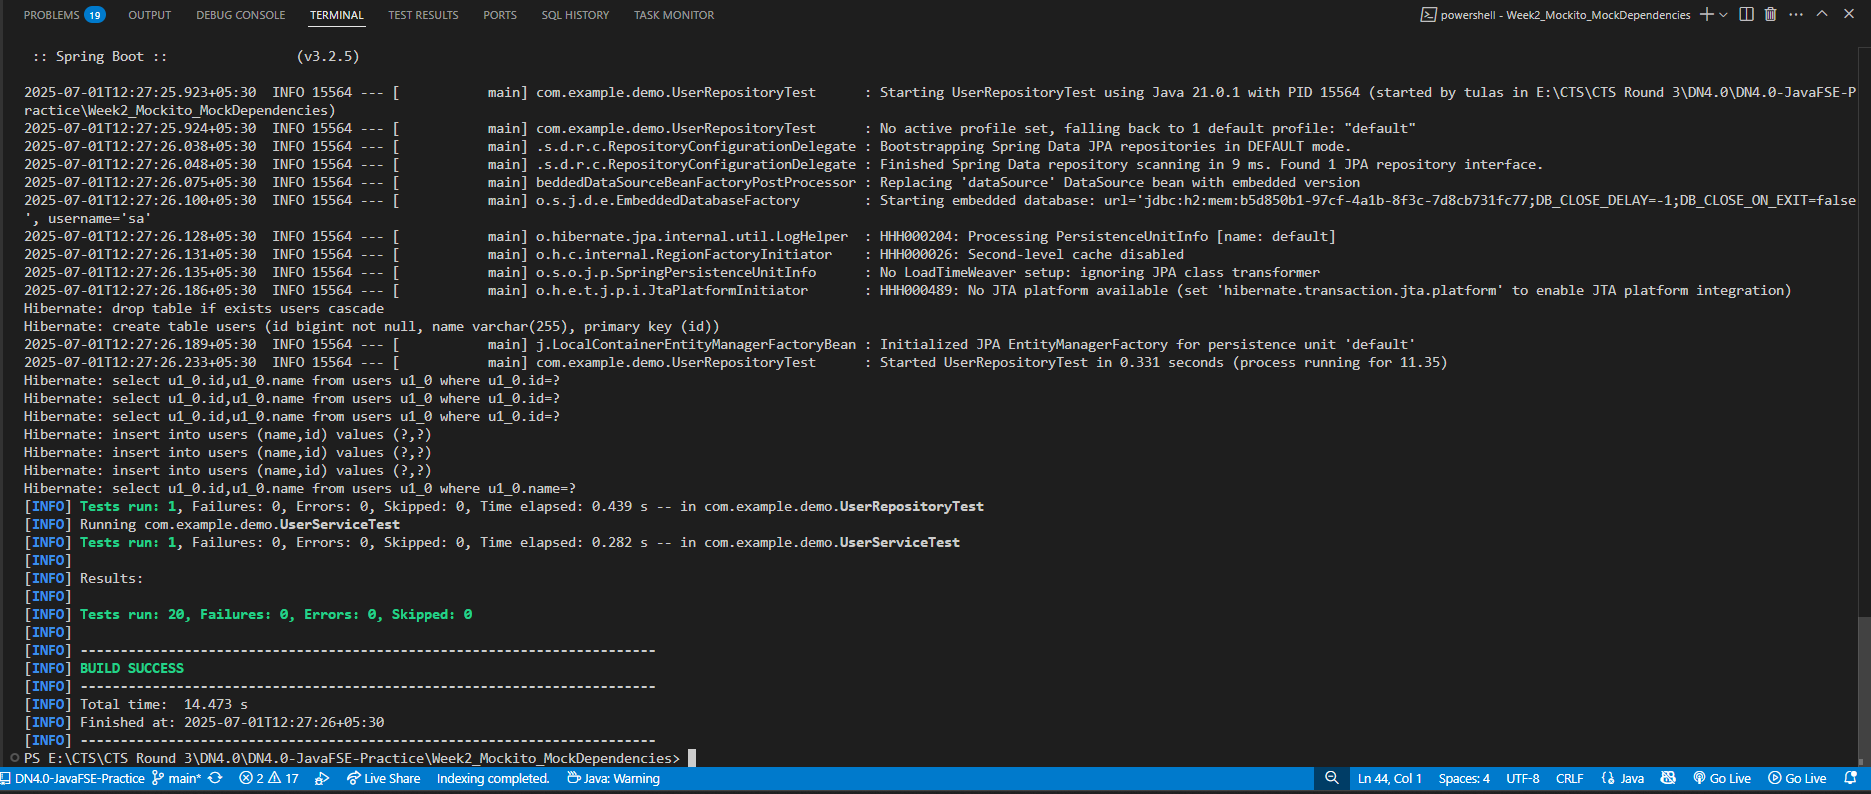 PROBLEMS 19 OUTPUT DEBUG CONSOLE TERMINAL TEST RESULTS PORTS SQL HISTORY TASK MONITOR powershell - Week2_Mockito_MockDependencies
:: Spring Boot :: (v3.2.5)
2025-07-01T12:27:25.923+05:30 INFO 15564 --- [ main] com.example.demo.UserRepositoryTest : Starting UserRepositoryTest using Java 21.0.1 with PID 15564 (started by tulas in E:\CTS\CTS Round 3\DN4.0\DN4.0-JavaFSE-P
ractice\Week2_Mockito_MockDependencies)
2025-07-01T12:27:25.924+05:30 INFO 15564 --- [ main] com.example.demo.UserRepositoryTest : No active profile set, falling back to 1 default profile: "default"
2025-07-01T12:27:26.038+05:30 INFO 15564 --- [ main] .s.d.r.c.RepositoryConfigurationDelegate : Bootstrapping Spring Data JPA repositories in DEFAULT mode.
2025-07-01T12:27:26.048+05:30 INFO 15564 --- [ main] .s.d.r.c.RepositoryConfigurationDelegate : Finished Spring Data repository scanning in 9 ms. Found 1 JPA repository interface.
2025-07-01T12:27:26.075+05:30 INFO 15564 --- [ main] beddedDataSourceBeanFactoryPostProcessor : Replacing 'dataSource' DataSource bean with embedded version
2025-07-01T12:27:26.100+05:30 INFO 15564 --- [ main] o.s.j.d.e.EmbeddedDatabaseFactory : Starting embedded database: url='jdbc:h2:mem:b5d850b1-97cf-4a1b-8f3c-7d8cb731fc77;DB_CLOSE_DELAY=-1;DB_CLOSE_ON_EXIT=false
', username='sa'
2025-07-01T12:27:26.128+05:30 INFO 15564 --- [ main] o.hibernate.jpa.internal.util.LogHelper : HHH000204: Processing PersistenceUnitInfo [name: default]
2025-07-01T12:27:26.131+05:30 INFO 15564 --- [ main] o.h.c.internal.RegionFactoryInitiator : HHH000026: Second-level cache disabled
2025-07-01T12:27:26.135+05:30 INFO 15564 --- [ main] o.s.o.j.p.SpringPersistenceUnitInfo : No LoadTimeWeaver setup: ignoring JPA class transformer
2025-07-01T12:27:26.186+05:30 INFO 15564 --- [ main] o.h.e.t.j.p.i.JtaPlatformInitiator : HHH000489: No JTA platform available (set 'hibernate.transaction.jta.platform' to enable JTA platform integration)
Hibernate: drop table if exists users cascade
Hibernate: create table users (id bigint not null, name varchar(255), primary key (id))
2025-07-01T12:27:26.189+05:30 INFO 15564 --- [ main] j.LocalContainerEntityManagerFactoryBean : Initialized JPA EntityManagerFactory for persistence unit 'default'
2025-07-01T12:27:26.233+05:30 INFO 15564 --- [ main] com.example.demo.UserRepositoryTest : Started UserRepositoryTest in 0.331 seconds (process running for 11.35)
Hibernate: select u1_0.id,u1_0.name from users u1_0 where u1_0.id=?
Hibernate: select u1_0.id,u1_0.name from users u1_0 where u1_0.id=?
Hibernate: select u1_0.id,u1_0.name from users u1_0 where u1_0.id=?
Hibernate: insert into users (name,id) values (?,?)
Hibernate: insert into users (name,id) values (?,?)
Hibernate: insert into users (name,id) values (?,?)
Hibernate: select u1_0.id,u1_0.name from users u1_0 where u1_0.name=?
[INFO] Tests run: 1, Failures: 0, Errors: 0, Skipped: 0, Time elapsed: 0.439 s -- in com.example.demo.UserRepositoryTest
[INFO] Running com.example.demo.UserServiceTest
[INFO] Tests run: 1, Failures: 0, Errors: 0, Skipped: 0, Time elapsed: 0.282 s -- in com.example.demo.UserServiceTest
[INFO]
[INFO] Results:
[INFO]
[INFO] Tests run: 20, Failures: 0, Errors: 0, Skipped: 0
[INFO]
[INFO] ------------------------------------------------------------------------
[INFO] BUILD SUCCESS
[INFO] ------------------------------------------------------------------------
[INFO] Total time: 14.473 s
[INFO] Finished at: 2025-07-01T12:27:26+05:30
[INFO] ------------------------------------------------------------------------
PS E:\CTS\CTS Round 3\DN4.0\DN4.0-JavaFSE-Practice\Week2_Mockito_MockDependencies>
DN4.0-JavaFSE-Practice main* 2 17 Live Share Indexing completed. Java: Warning Ln 44, Col 1 Spaces: 4 UTF-8 CRLF Java Go Live Go Live